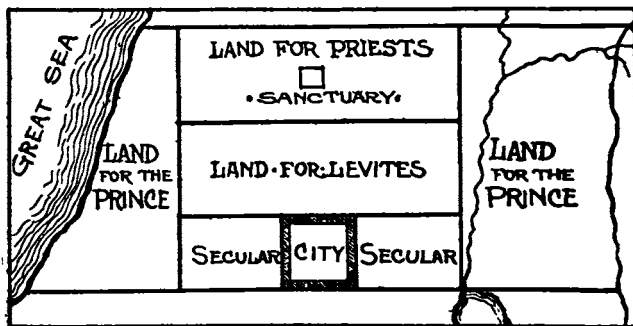 GREAT SEA
LAND FOR PRIESTS
•SANCTUARY•
LAND
FOR THE
PRINCE
LAND•FOR•LEVITES
LAND
FOR THE
PRINCE
SECULAR
CITY
SECULAR